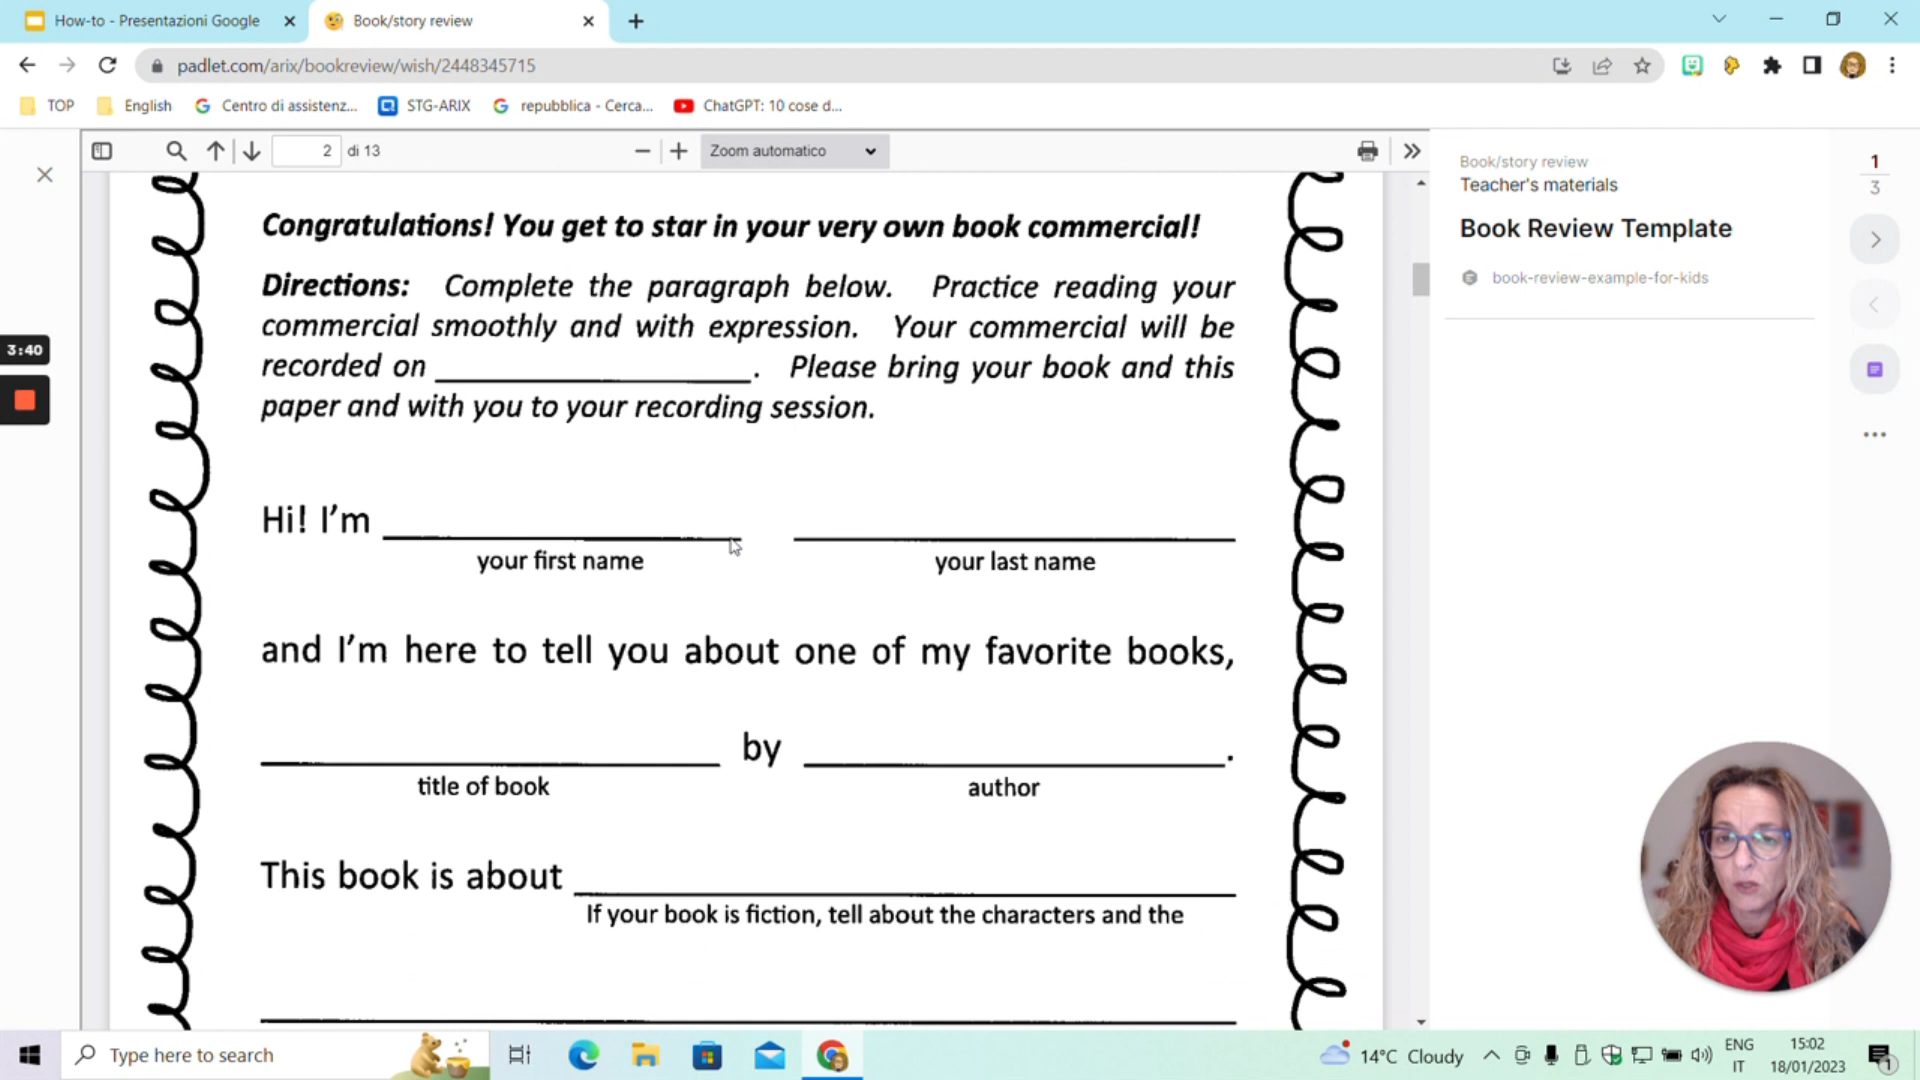 How-to - Presentazioni Google
Book/story review
padlet.com/arix/bookreview/wish/2448345715
TOP
English
Centro di assistenz...
STG-ARIX
repubblica - Cerca...
ChatGPT: 10 cose d...
2 di 13
Zoom automatico
Congratulations! You get to star in your very own book commercial!
Directions: Complete the paragraph below. Practice reading your
commercial smoothly and with expression. Your commercial will be
recorded on ____________. Please bring your book and this
paper and with you to your recording session.
Hi! I'm
your first name
your last name
and I'm here to tell you about one of my favorite books,
by .
title of book
author
This book is about
If your book is fiction, tell about the characters and the
Book/story review
Teacher's materials
Book Review Template
book-review-example-for-kids
1
3
3:40
Type here to search
14°C Cloudy
ENG
IT
15:02
18/01/2023
1